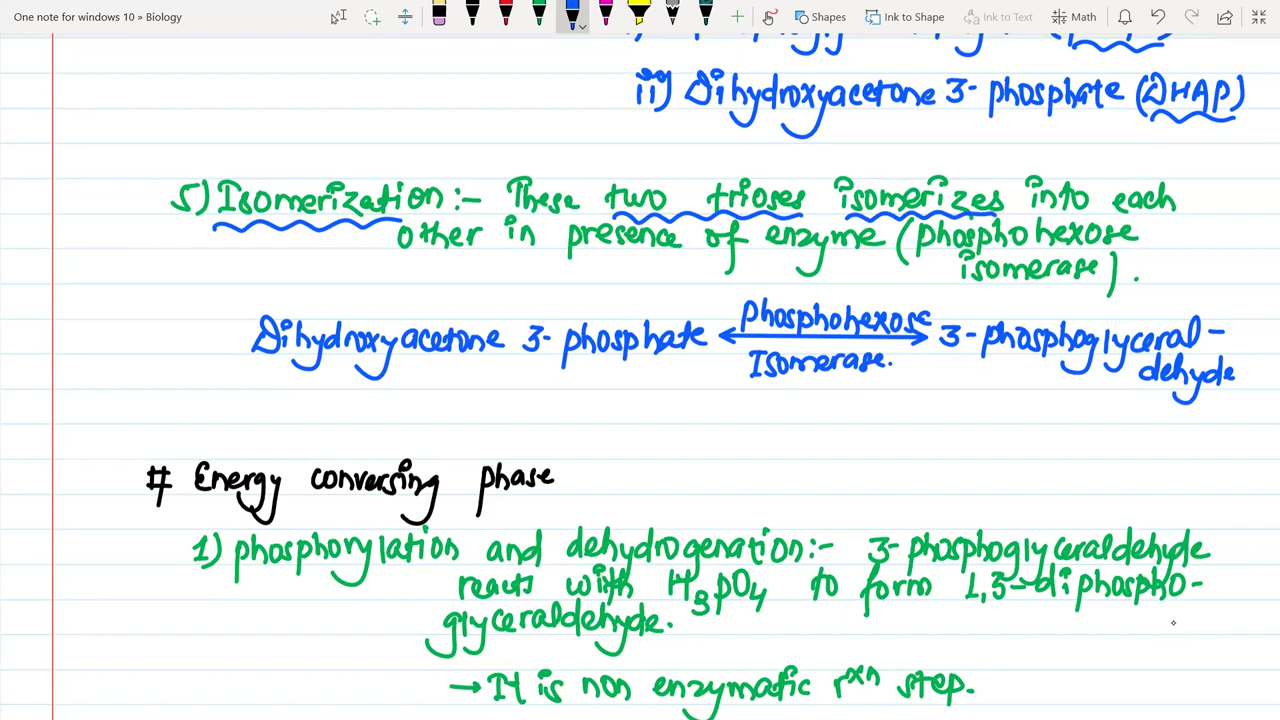 One note for windows 10 » Biology
Shapes Ink to Shape Ink to Text Math
ii) Dihydroxyacetone 3-phosphate (DHAP)
5) Isomerization :- These two trioses isomerizes into each
other in presence of enzyme (phosphohexose
isomerase).
Dihydroxyacetone 3-phosphate ⟷ 3-phosphoglyceral-
Phosphohexose
Isomerase.
dehyde
# Energy conversing phase
1) phosphorylation and dehydrogenation:- 3-phosphoglyceraldehyde
reacts with H3PO4 to form 1,3-diphospho-
glyceraldehyde.
→ It is non enzymatic rxn step.